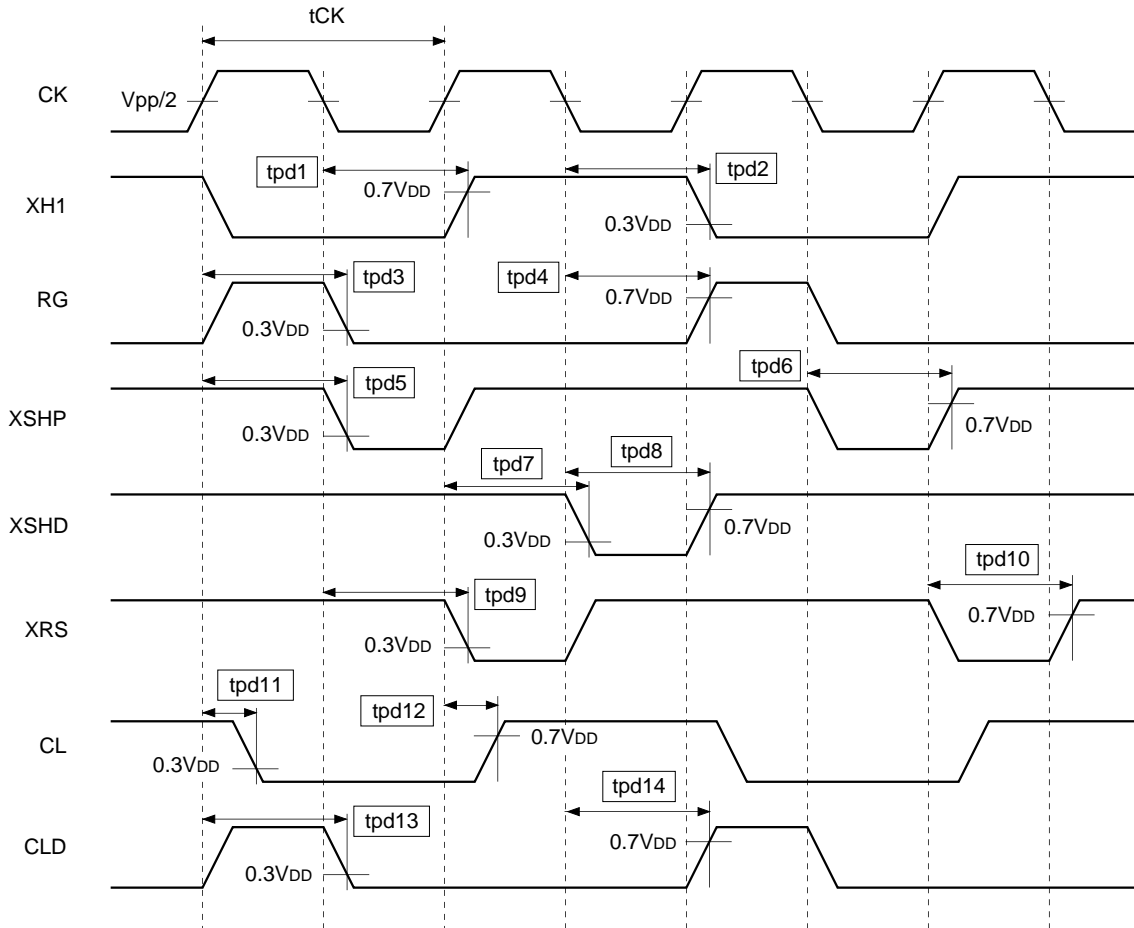 tCK
CK
Vpp/2
tpd1
tpd2
0.7VDD
XH1
0.3VDD
tpd3
tpd4
RG
0.7VDD
0.3VDD
tpd5
tpd6
XSHP
0.3VDD
0.7VDD
tpd7
tpd8
XSHD
0.3VDD
0.7VDD
tpd9
tpd10
XRS
0.3VDD
0.7VDD
tpd11
tpd12
CL
0.3VDD
0.7VDD
tpd13
tpd14
CLD
0.3VDD
0.7VDD